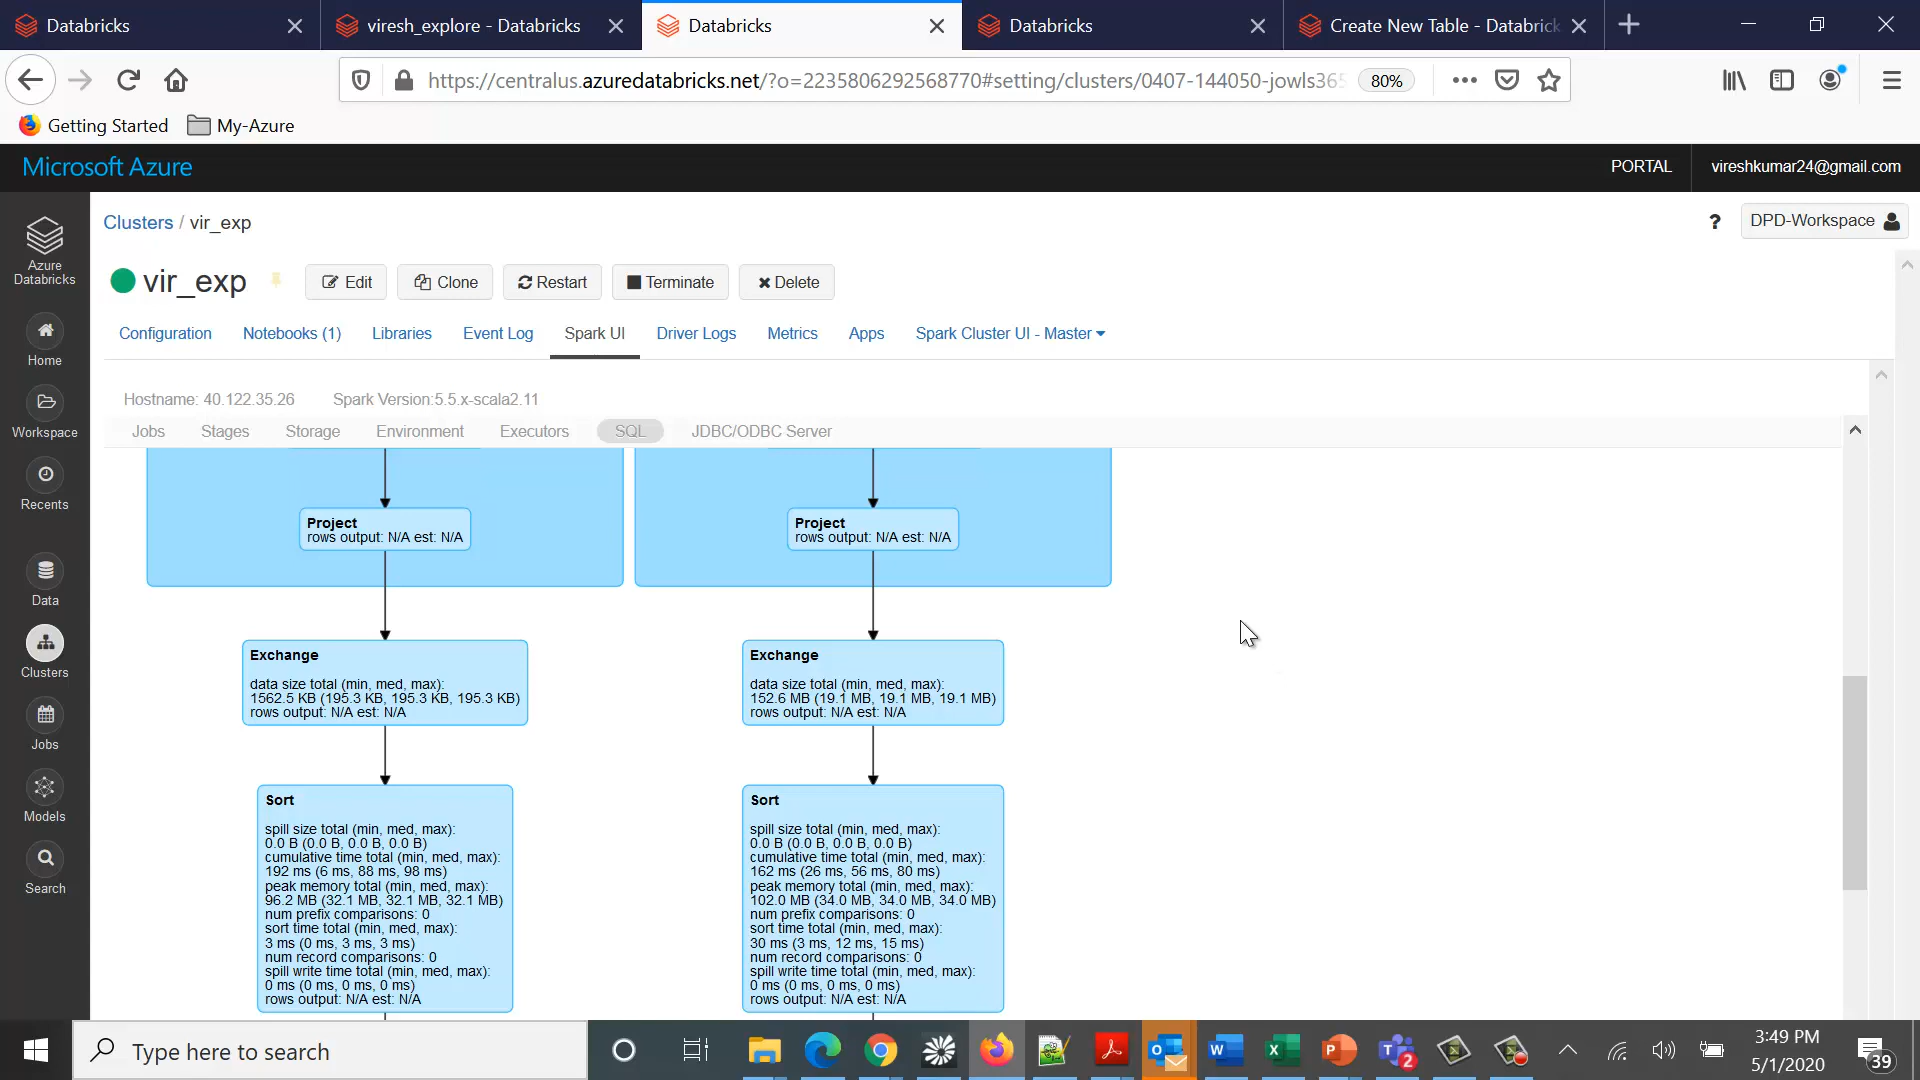 Databricks
viresh_explore - Databricks
Databricks
Databricks
Create New Table - Databrick
https://centralus.azuredatabricks.net/?o=2235806292568770#setting/clusters/0407-144050-jowls365
80%
Getting Started
My-Azure
Microsoft Azure
PORTAL
vireshkumar24@gmail.com
Azure
Databricks
Home
Workspace
Recents
Data
Clusters
Jobs
Models
Search
Clusters / vir_exp
?
DPD-Workspace
vir_exp
Edit
Clone
Restart
Terminate
Delete
Configuration
Notebooks (1)
Libraries
Event Log
Spark UI
Driver Logs
Metrics
Apps
Spark Cluster UI - Master
Hostname: 40.122.35.26
Spark Version:5.5.x-scala2.11
Jobs
Stages
Storage
Environment
Executors
SQL
JDBC/ODBC Server
Project
rows output: N/A est: N/A
Project
rows output: N/A est: N/A
Exchange
data size total (min, med, max):
1562.5 KB (195.3 KB, 195.3 KB, 195.3 KB)
rows output: N/A est: N/A
Exchange
data size total (min, med, max):
152.6 MB (19.1 MB, 19.1 MB, 19.1 MB)
rows output: N/A est: N/A
Sort
spill size total (min, med, max):
0.0 B (0.0 B, 0.0 B, 0.0 B)
cumulative time total (min, med, max):
192 ms (6 ms, 88 ms, 98 ms)
peak memory total (min, med, max):
96.2 MB (32.1 MB, 32.1 MB, 32.1 MB)
num prefix comparisons: 0
sort time total (min, med, max):
3 ms (0 ms, 3 ms, 3 ms)
num record comparisons: 0
spill write time total (min, med, max):
0 ms (0 ms, 0 ms, 0 ms)
rows output: N/A est: N/A
Sort
spill size total (min, med, max):
0.0 B (0.0 B, 0.0 B, 0.0 B)
cumulative time total (min, med, max):
162 ms (26 ms, 56 ms, 80 ms)
peak memory total (min, med, max):
102.0 MB (34.0 MB, 34.0 MB, 34.0 MB)
num prefix comparisons: 0
sort time total (min, med, max):
30 ms (3 ms, 12 ms, 15 ms)
num record comparisons: 0
spill write time total (min, med, max):
0 ms (0 ms, 0 ms, 0 ms)
rows output: N/A est: N/A
Type here to search
2
3:49 PM
5/1/2020
39